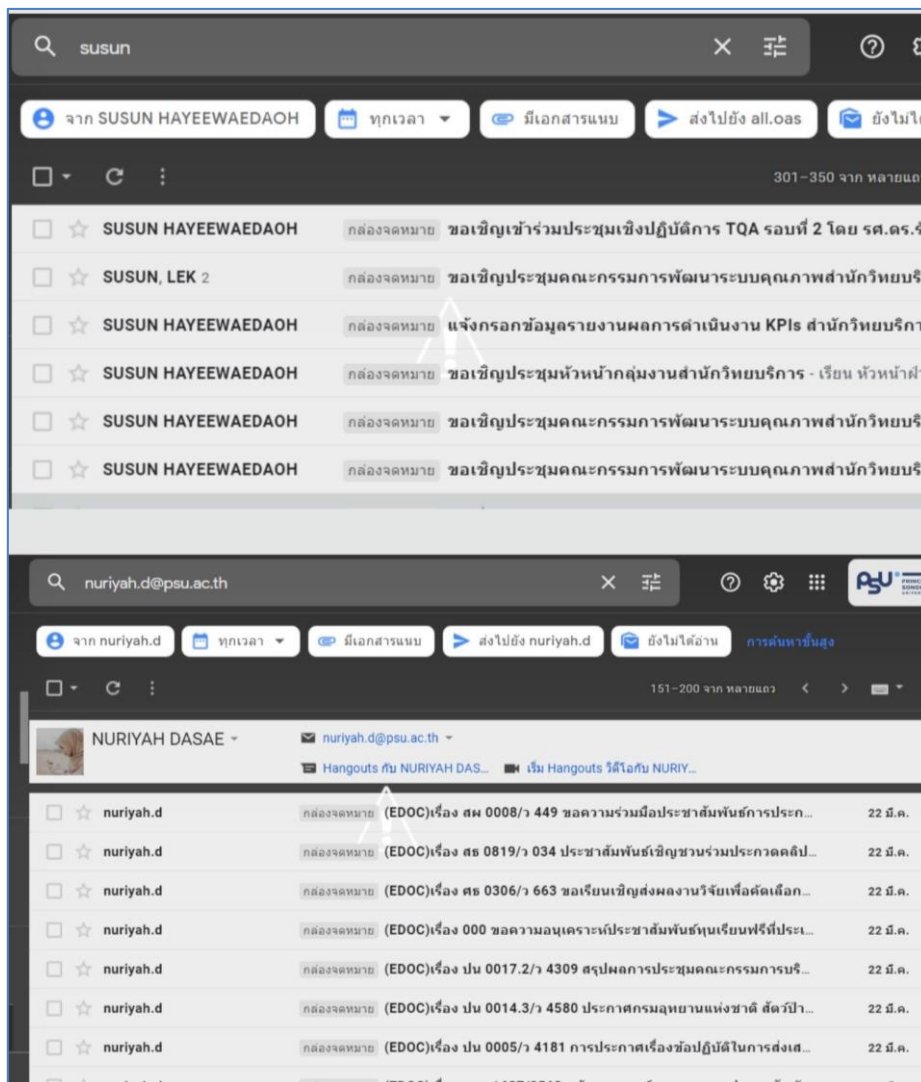 susun
จาก SUSUN HAYEEWAEDAOH ทุกเวลา มีเอกสารแนบ ส่งไปยัง all.oas ยังไม่ได้
301–350 จาก หลายแถว
SUSUN HAYEEWAEDAOH กล่องจดหมาย ขอเชิญเข้าร่วมประชุมเชิงปฏิบัติการ TQA รอบที่ 2 โดย รศ.ดร.
SUSUN, LEK 2 กล่องจดหมาย ขอเชิญประชุมคณะกรรมการพัฒนาระบบคุณภาพสำนักวิทยบริ
SUSUN HAYEEWAEDAOH กล่องจดหมาย แจ้งกรอกข้อมูลรายงานผลการดำเนินงาน KPIs สำนักวิทยบริกา
SUSUN HAYEEWAEDAOH กล่องจดหมาย ขอเชิญประชุมหัวหน้ากลุ่มงานสำนักวิทยบริการ - เรียน หัวหน้าฝ่
SUSUN HAYEEWAEDAOH กล่องจดหมาย ขอเชิญประชุมคณะกรรมการพัฒนาระบบคุณภาพสำนักวิทยบริ
SUSUN HAYEEWAEDAOH กล่องจดหมาย ขอเชิญประชุมคณะกรรมการพัฒนาระบบคุณภาพสำนักวิทยบริ
nuriyah.d@psu.ac.th PSU
จาก nuriyah.d ทุกเวลา มีเอกสารแนบ ส่งไปยัง nuriyah.d ยังไม่ได้อ่าน การค้นหาขั้นสูง
151–200 จาก หลายแถว
NURIYAH DASAE nuriyah.d@psu.ac.th
Hangouts กับ NURIYAH DAS... เริ่ม Hangouts วิดีโอกับ NURIY...
nuriyah.d กล่องจดหมาย (EDOC)เรื่อง สผ 0008/ว 449 ขอความร่วมมือประชาสัมพันธ์การประก... 22 มี.ค.
nuriyah.d กล่องจดหมาย (EDOC)เรื่อง สธ 0819/ว 034 ประชาสัมพันธ์เชิญชวนร่วมประกวดคลิป... 22 มี.ค.
nuriyah.d กล่องจดหมาย (EDOC)เรื่อง ศธ 0306/ว 663 ขอเรียนเชิญส่งผลงานวิจัยเพื่อคัดเลือก... 22 มี.ค.
nuriyah.d กล่องจดหมาย (EDOC)เรื่อง 000 ขอความอนุเคราะห์ประชาสัมพันธ์ทุนเรียนฟรีที่ประเ... 22 มี.ค.
nuriyah.d กล่องจดหมาย (EDOC)เรื่อง ปน 0017.2/ว 4309 สรุปผลการประชุมคณะกรรมการบริ... 22 มี.ค.
nuriyah.d กล่องจดหมาย (EDOC)เรื่อง ปน 0014.3/ว 4580 ประกาศกรมอุทยานแห่งชาติ สัตว์ป่า... 22 มี.ค.
nuriyah.d กล่องจดหมาย (EDOC)เรื่อง ปน 0005/ว 4181 การประกาศเรื่องข้อปฏิบัติในการส่งเส... 22 มี.ค.